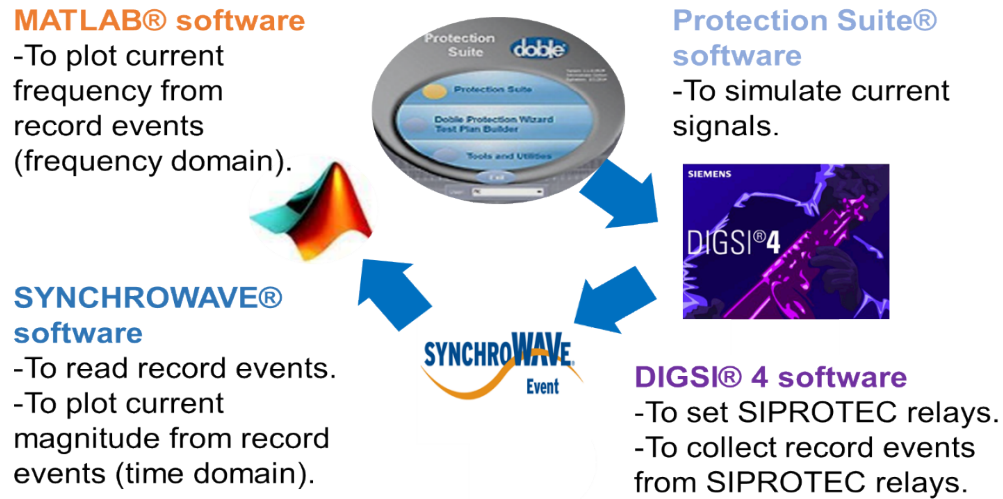 MATLAB® software
-To plot current
frequency from
record events
(frequency domain).
Protection
Suite
doble
Protection Suite
Doble Protection Wizard
Test Plan Builder
Tools and Utilities
Exit
Protection Suite®
software
-To simulate current
signals.
SIEMENS
DIGSI®4
SYNCHROWAVE®
software
-To read record events.
-To plot current
magnitude from record
events (time domain).
SYNCHROWAVE
Event
DIGSI® 4 software
-To set SIPROTEC relays.
-To collect record events
from SIPROTEC relays.